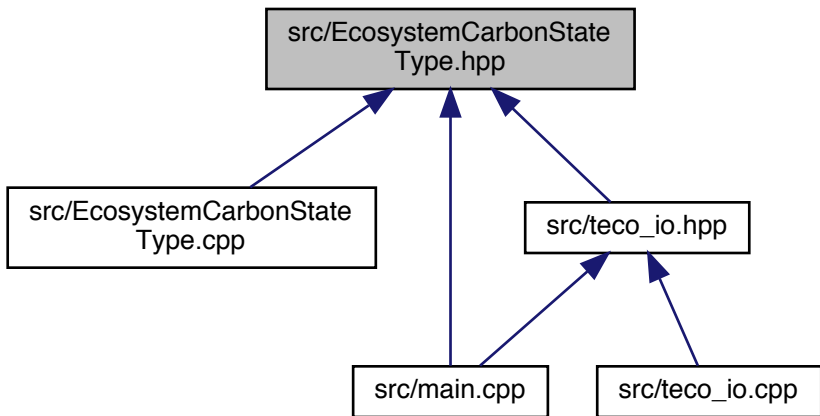 src/EcosystemCarbonState
Type.hpp
src/EcosystemCarbonState
Type.cpp
src/teco_io.hpp
src/main.cpp
src/teco_io.cpp